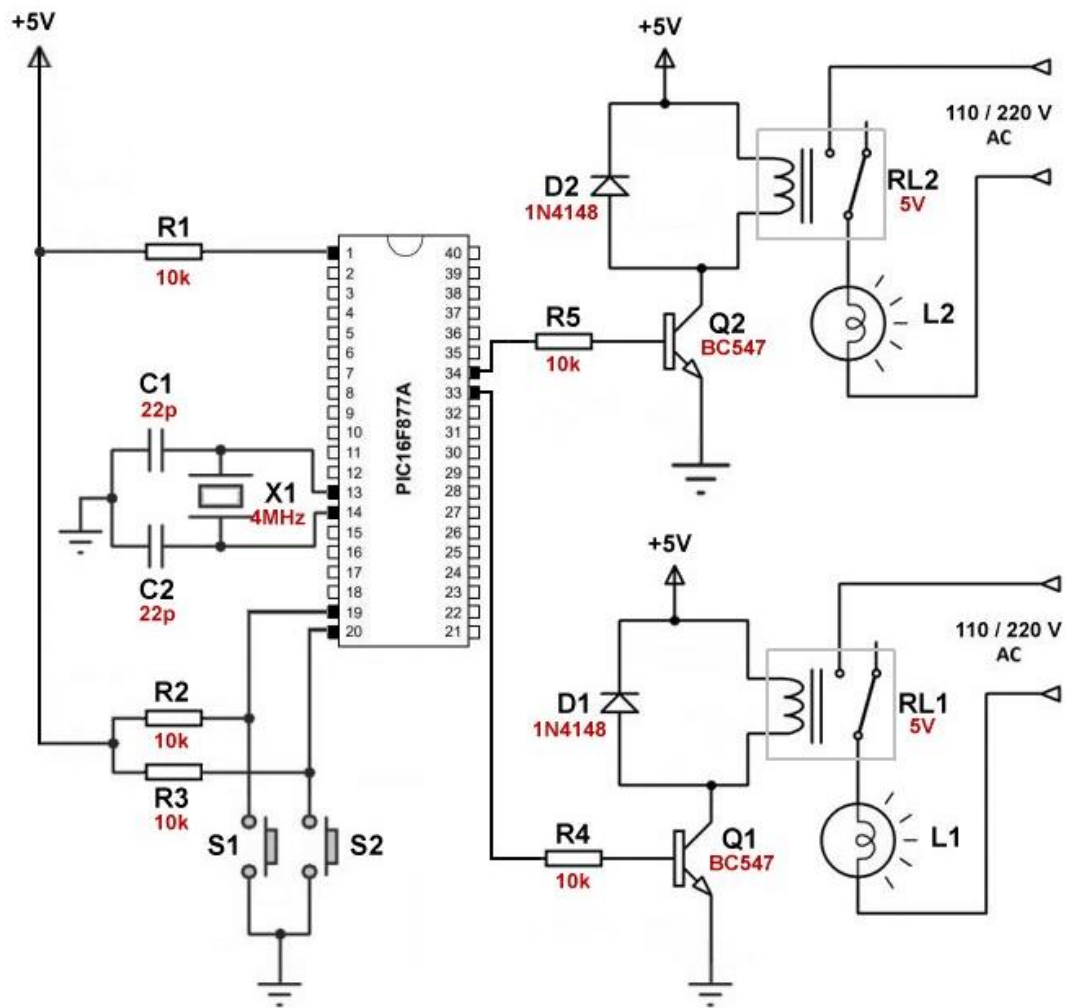 +5V
+5V
110 / 220 V
AC
D2
1N4148
RL2
5V
R1
10k
1
2
3
4
5
6
7
8
9
10
11
12
13
14
15
16
17
18
19
20
40
39
38
37
36
35
34
33
32
31
30
29
28
27
26
25
24
23
22
21
PIC16F877A
R5
10k
Q2
BC547
L2
C1
22p
X1
4MHz
C2
22p
+5V
110 / 220 V
AC
D1
1N4148
RL1
5V
R2
10k
R3
10k
S1
S2
R4
10k
Q1
BC547
L1